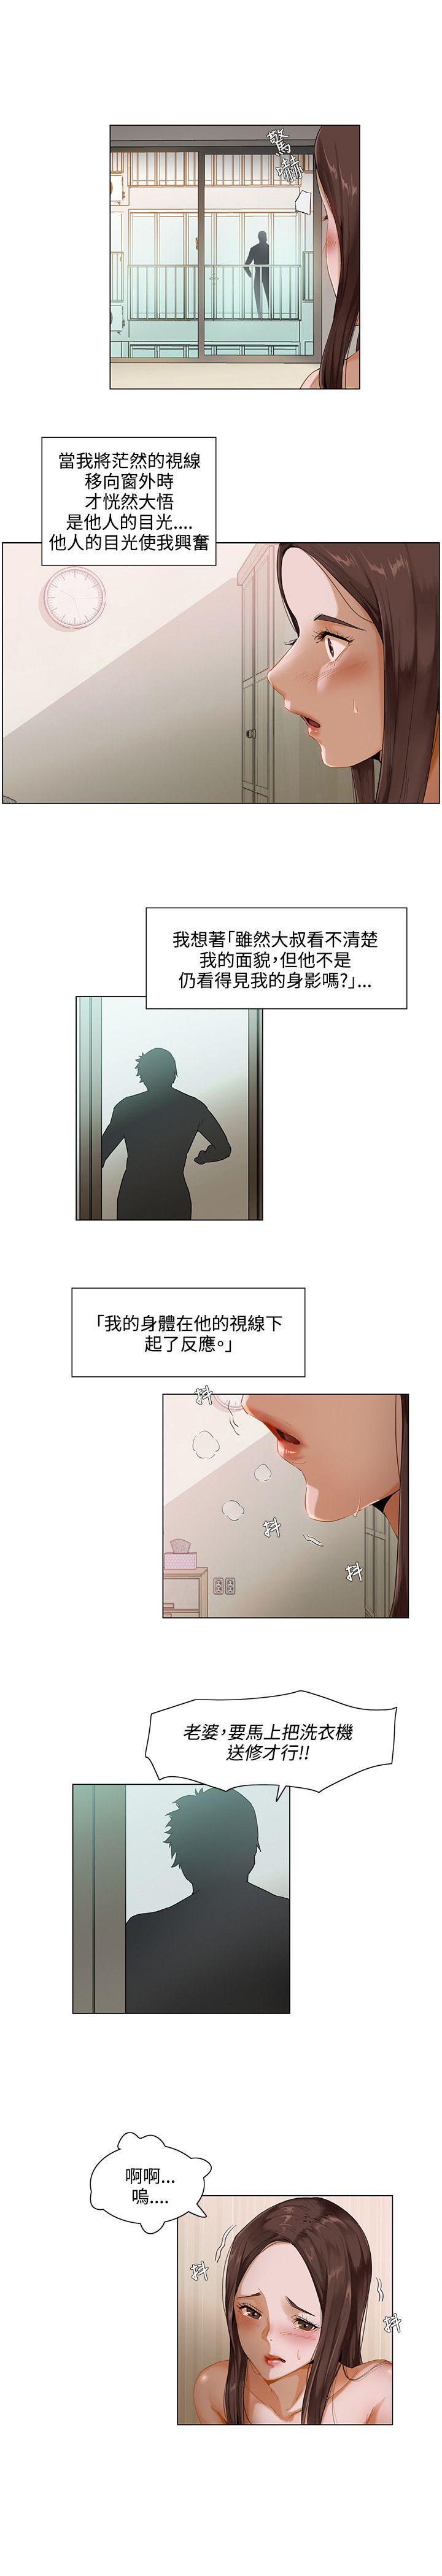 驚
嚇
當我將茫然的視線
移向窗外時
才恍然大悟
是他人的目光....
他人的目光使我興奮
我想著「雖然大叔看不清楚
我的面貌,但他不是
仍看得見我的身影嗎?」...
「我的身體在他的視線下
起了反應。」
抖
抖
抖
老婆,要馬上把洗衣機
送修才行!!
啊啊...
嗚....
抖
抖